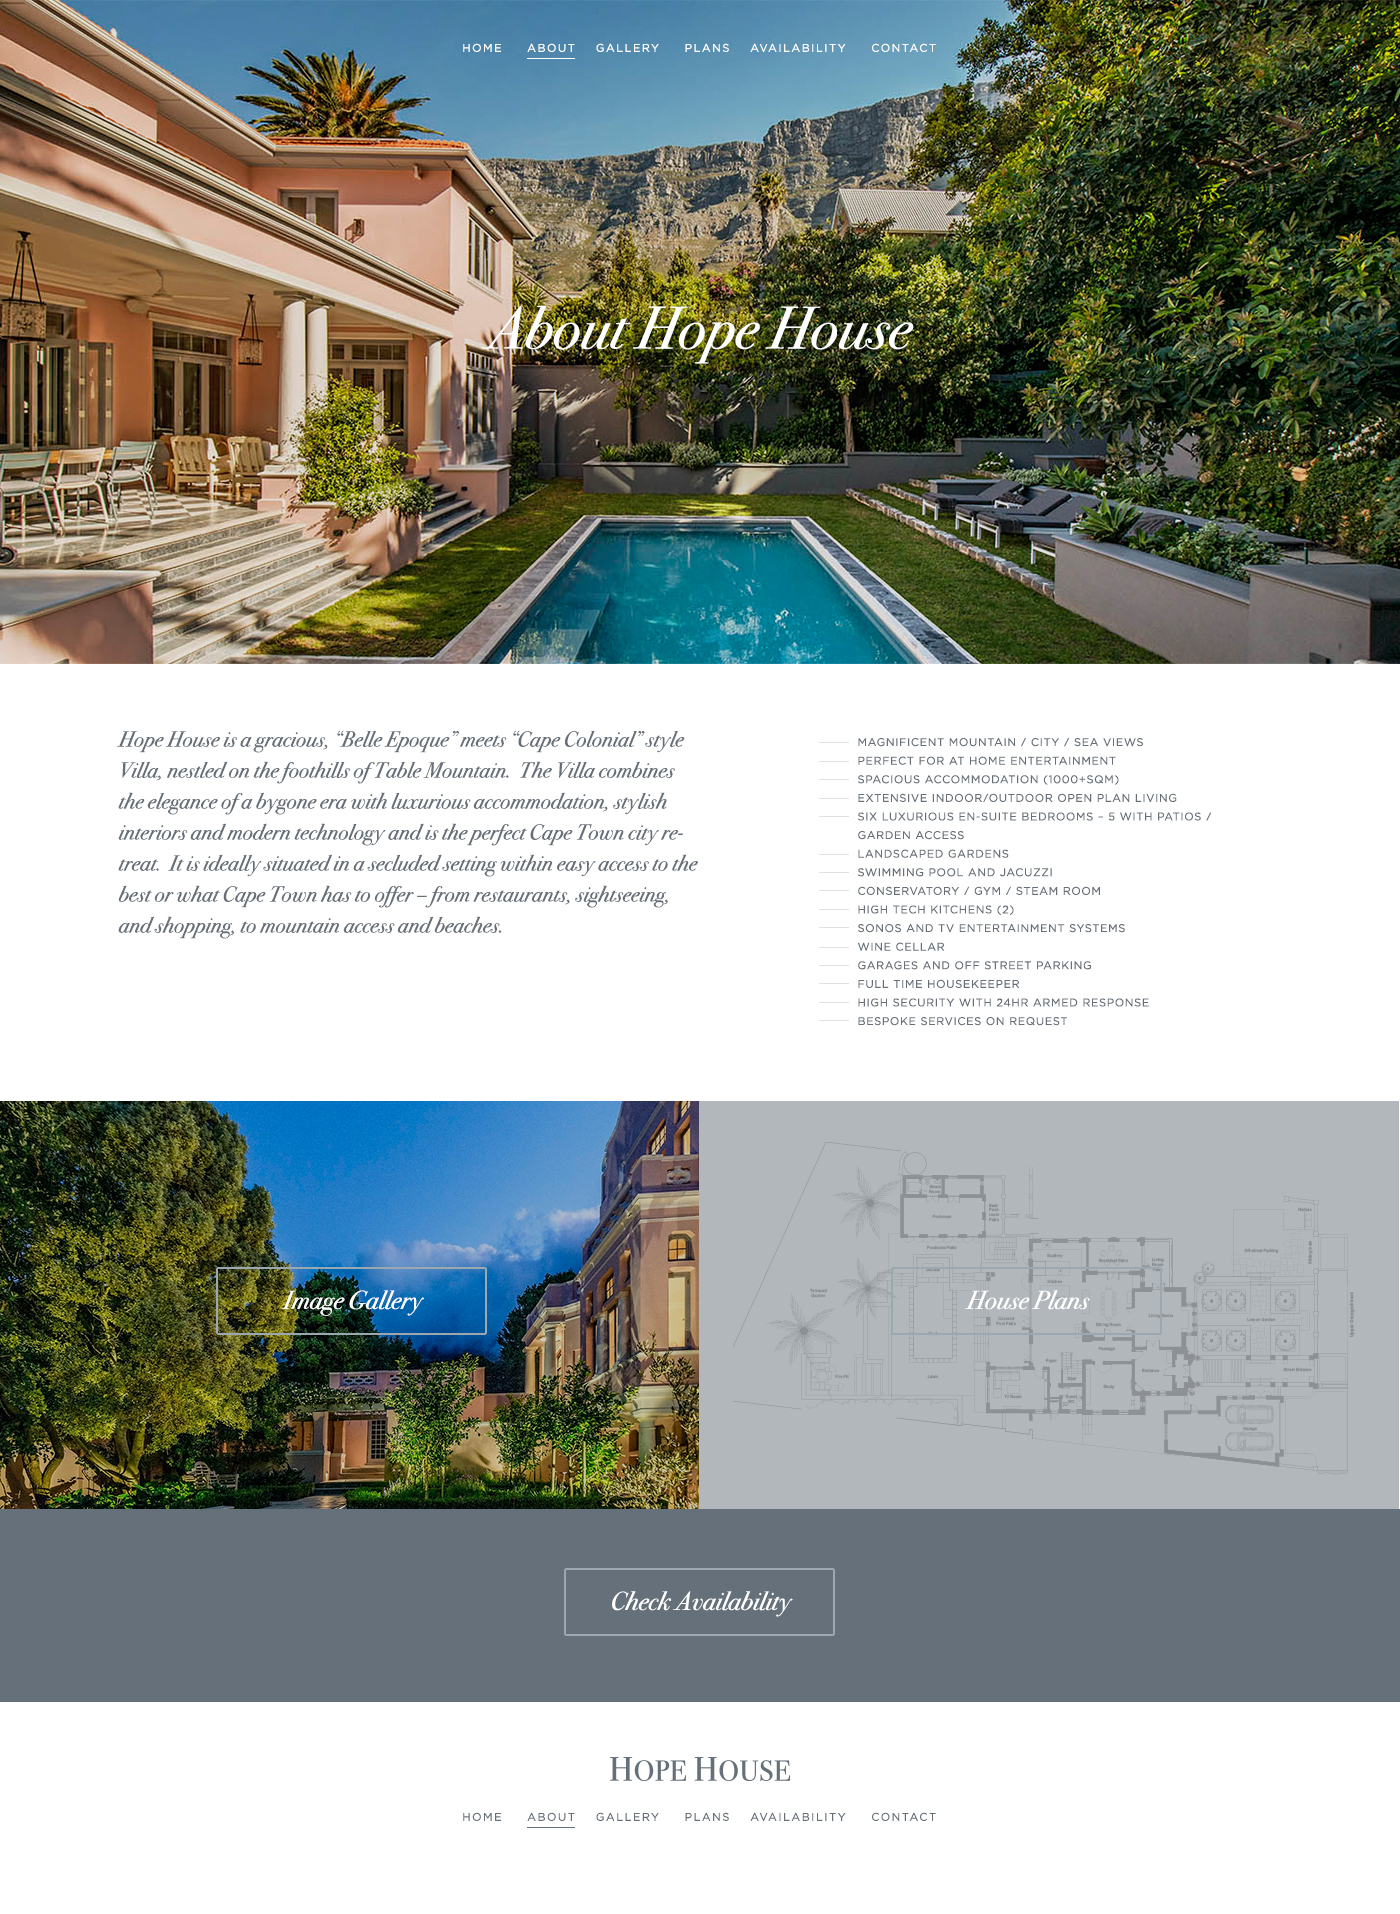 HOME ABOUT GALLERY PLANS AVAILABILITY CONTACT
About Hope House
Hope House is a gracious, “Belle Epoque” meets “Cape Colonial” style
Villa, nestled on the foothills of Table Mountain. The Villa combines
the elegance of a bygone era with luxurious accommodation, stylish
interiors and modern technology and is the perfect Cape Town city re-
treat. It is ideally situated in a secluded setting within easy access to the
best or what Cape Town has to offer – from restaurants, sightseeing,
and shopping, to mountain access and beaches.
MAGNIFICENT MOUNTAIN / CITY / SEA VIEWS
PERFECT FOR AT HOME ENTERTAINMENT
SPACIOUS ACCOMMODATION (1000+SQM)
EXTENSIVE INDOOR/OUTDOOR OPEN PLAN LIVING
SIX LUXURIOUS EN-SUITE BEDROOMS – 5 WITH PATIOS /
GARDEN ACCESS
LANDSCAPED GARDENS
SWIMMING POOL AND JACUZZI
CONSERVATORY / GYM / STEAM ROOM
HIGH TECH KITCHENS (2)
SONOS AND TV ENTERTAINMENT SYSTEMS
WINE CELLAR
GARAGES AND OFF STREET PARKING
FULL TIME HOUSEKEEPER
HIGH SECURITY WITH 24HR ARMED RESPONSE
BESPOKE SERVICES ON REQUEST
Image Gallery
House Plans
Check Availability
HOPE HOUSE
HOME ABOUT GALLERY PLANS AVAILABILITY CONTACT